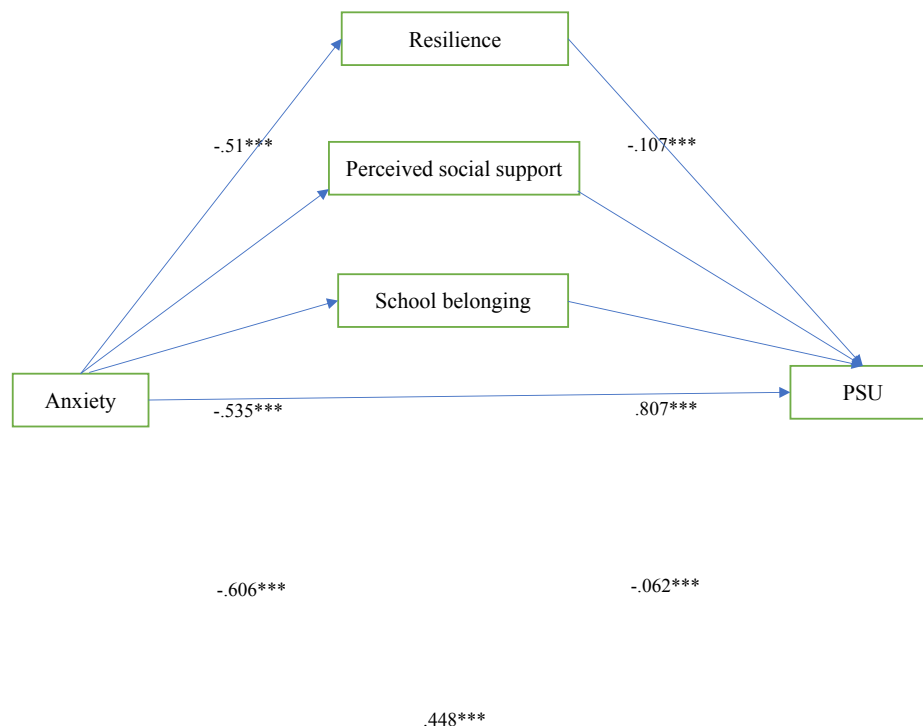 Resilience
-.51***
-.107***
Perceived social support
School belonging
Anxiety
PSU
-.535***
.807***
-.606***
-.062***
.448***